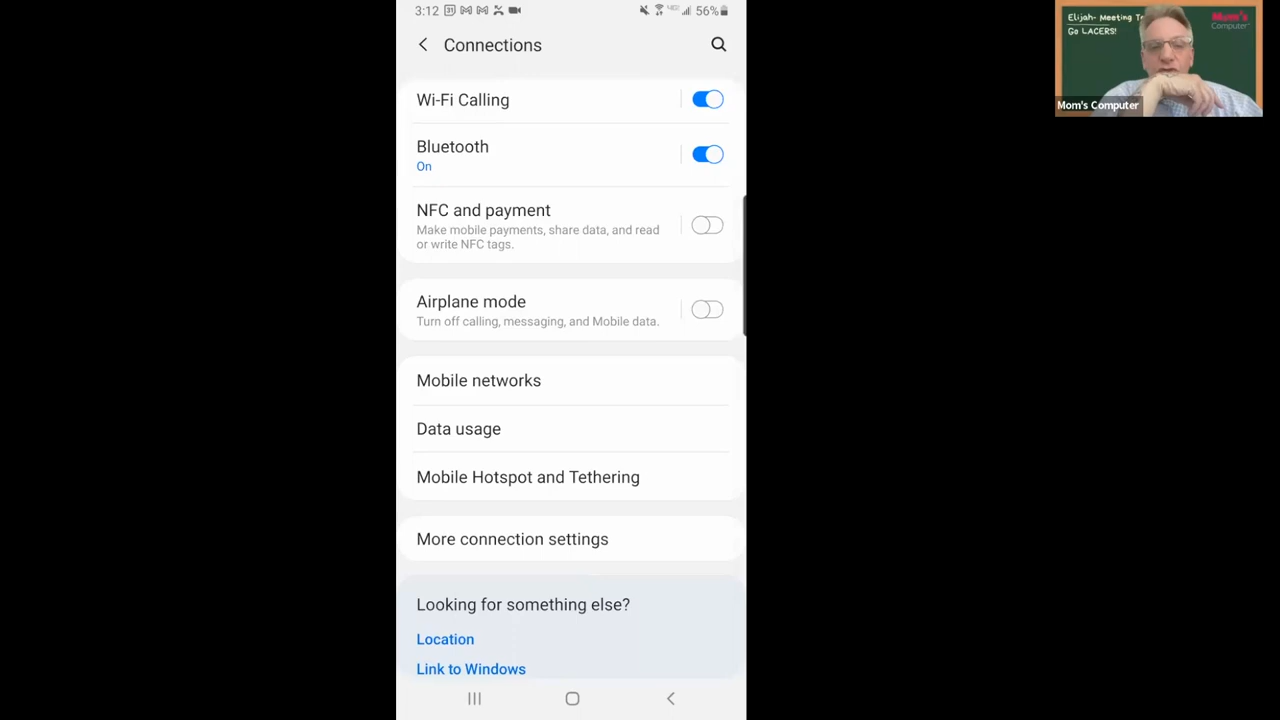 3:12
31
56%
Connections
Wi-Fi Calling
Bluetooth
On
NFC and payment
Make mobile payments, share data, and read
or write NFC tags.
Airplane mode
Turn off calling, messaging, and Mobile data.
Mobile networks
Data usage
Mobile Hotspot and Tethering
More connection settings
Looking for something else?
Location
Link to Windows
Elijah- Meeting
Go LACERS!
Mom's
Computer
Mom's Computer